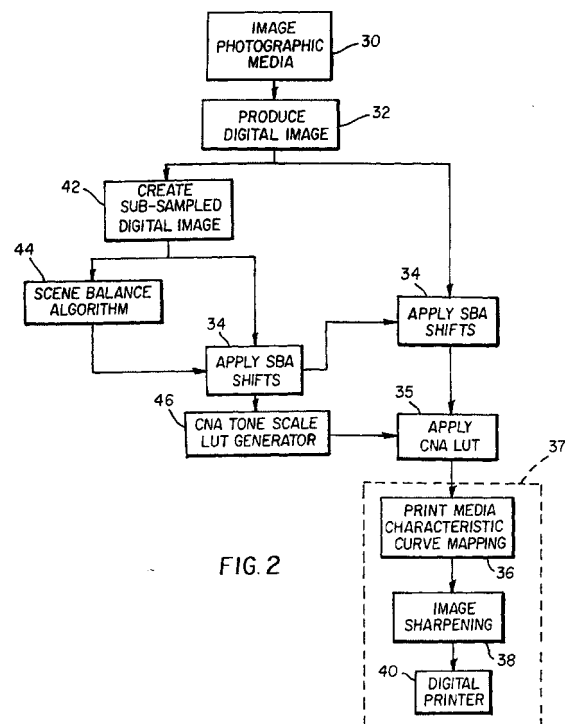 IMAGE
PHOTOGRAPHIC
MEDIA
30
PRODUCE
DIGITAL IMAGE
32
42
CREATE
SUB-SAMPLED
DIGITAL IMAGE
44
SCENE BALANCE
ALGORITHM
34
APPLY SBA
SHIFTS
34
APPLY SBA
SHIFTS
46
CNA TONE SCALE
LUT GENERATOR
35
APPLY
CNA LUT
37
PRINT MEDIA
CHARACTERISTIC
CURVE MAPPING
36
FIG. 2
IMAGE
SHARPENING
38
40
DIGITAL
PRINTER